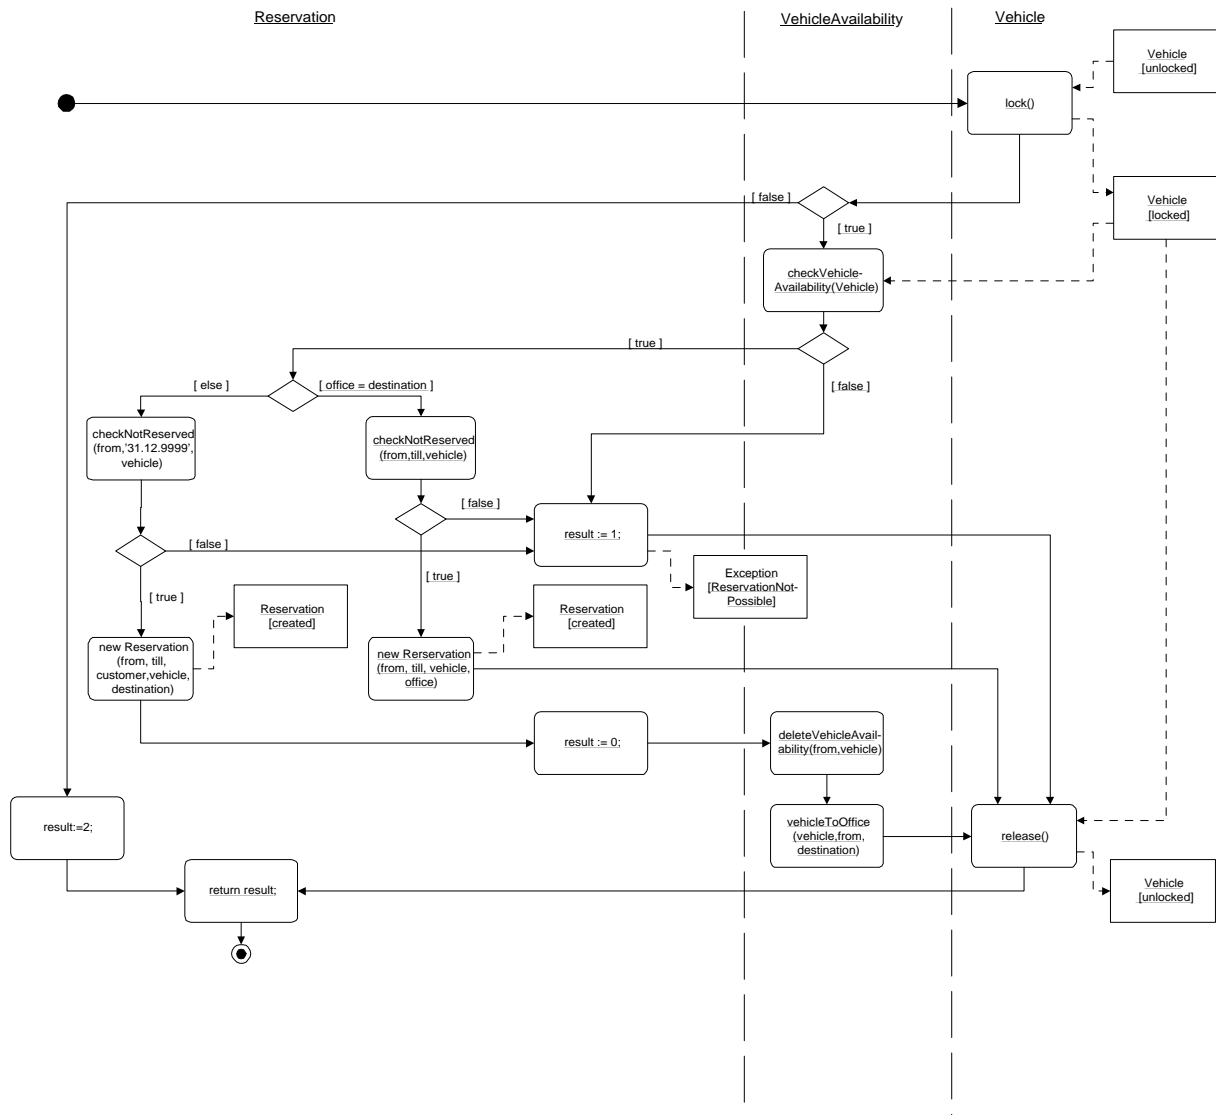 Reservation
VehicleAvailability
Vehicle
Vehicle
[unlocked]
lock()
Vehicle
[locked]
[ false ]
[ true ]
checkVehicle-
Availability(Vehicle)
[ true ]
[ false ]
[ else ]
[ office = destination ]
checkNotReserved
(from,'31.12.9999',
vehicle)
checkNotReserved
(from,till,vehicle)
[ false ]
result := 1;
[ false ]
[ true ]
Exception
[ReservationNot-
Possible]
[ true ]
Reservation
[created]
Reservation
[created]
new Reservation
(from, till,
customer,vehicle,
destination)
new Rerservation
(from, till, vehicle,
office)
result := 0;
deleteVehicleAvail-
ability(from,vehicle)
result:=2;
vehicleToOffice
(vehicle,from,
destination)
release()
return result;
Vehicle
[unlocked]